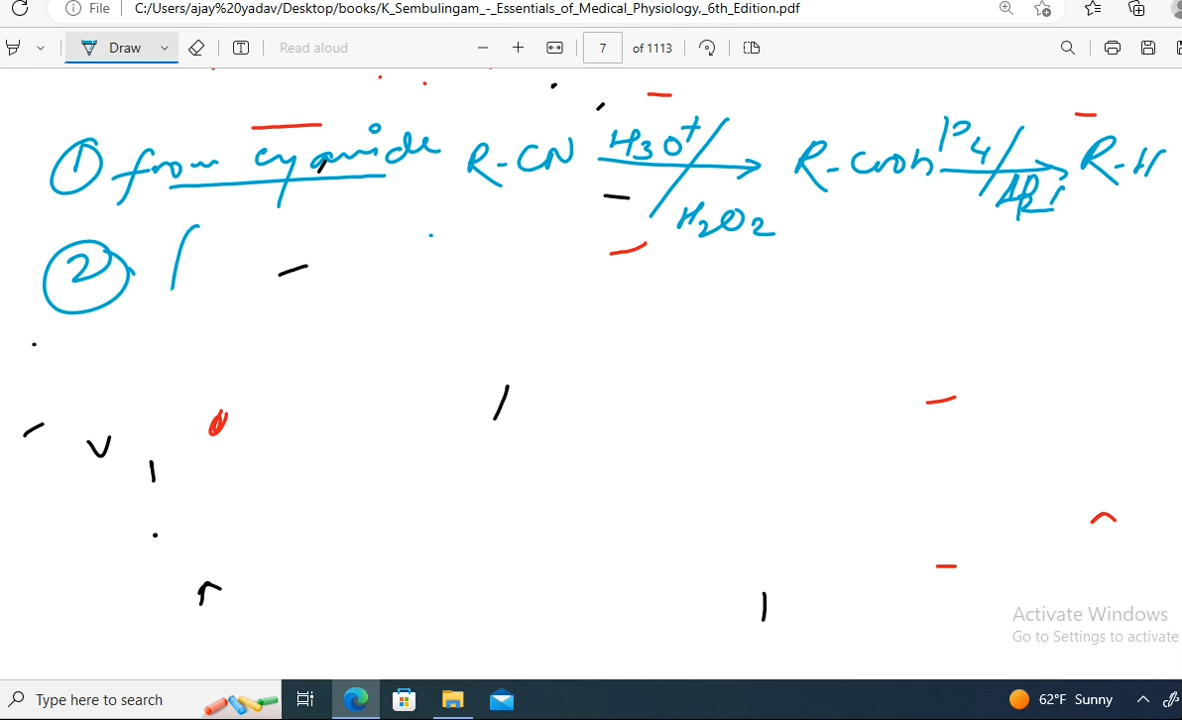 File C:/Users/ajay%20yadav/Desktop/books/K_Sembulingam_-_Essentials_of_Medical_Physiology,_6th_Edition.pdf
Draw Read aloud 7 of 1113
① from cyanide R-CN H3O+/ H2O2 R-COOH P4/ R-H
②
Activate Windows
Go to Settings to activate
Type here to search 62°F Sunny